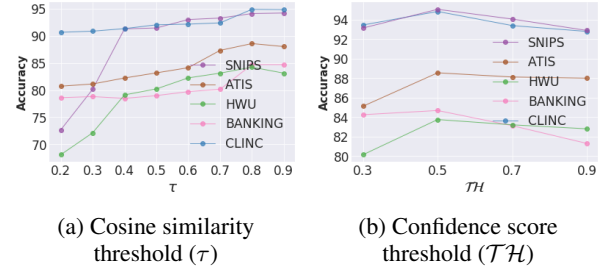 95
90
85
80
75
70
Accuracy
0.2 0.3 0.4 0.5 0.6 0.7 0.8 0.9
τ
SNIPS
ATIS
HWU
BANKING
CLINC
(a) Cosine similarity
threshold (τ)
94
92
90
88
86
84
82
80
Accuracy
0.3 0.5 0.7 0.9
𝒯ℋ
SNIPS
ATIS
HWU
BANKING
CLINC
(b) Confidence score
threshold (𝒯ℋ)